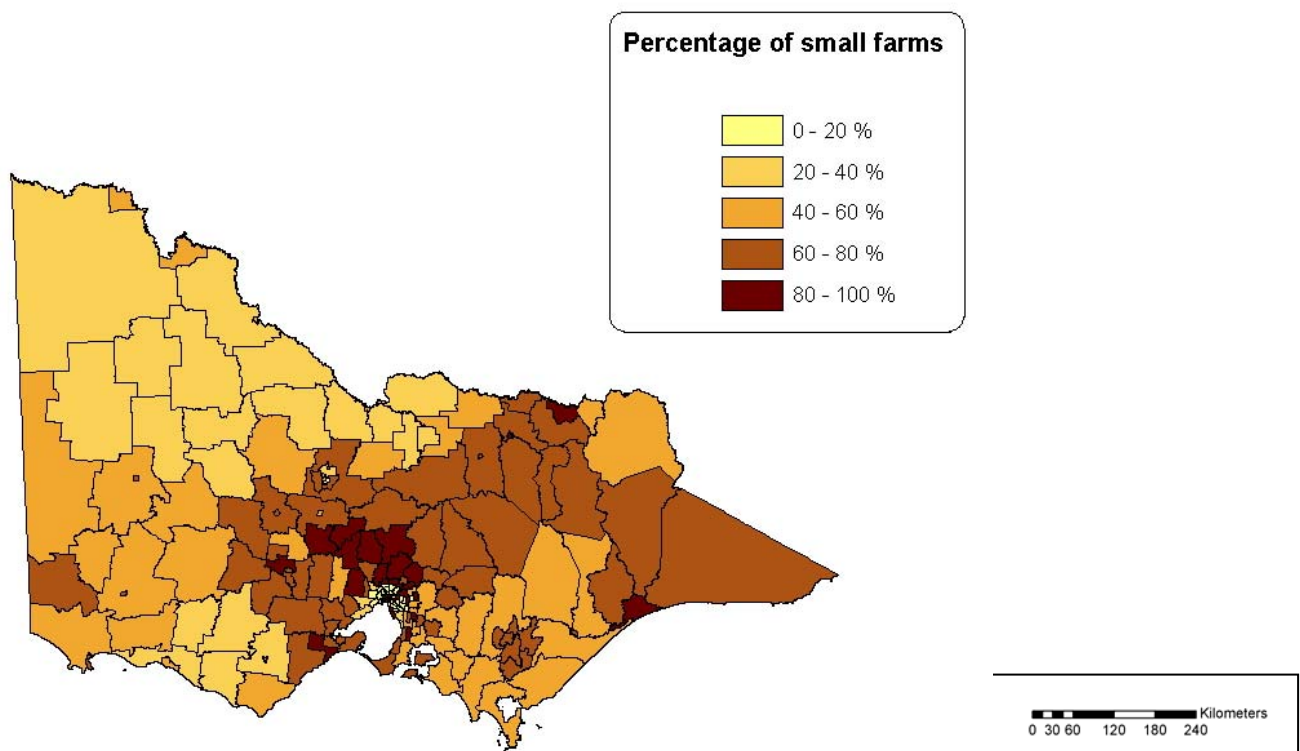 Percentage of small farms
0 - 20 %
20 - 40 %
40 - 60 %
60 - 80 %
80 - 100 %
Kilometers
0 30 60 120 180 240